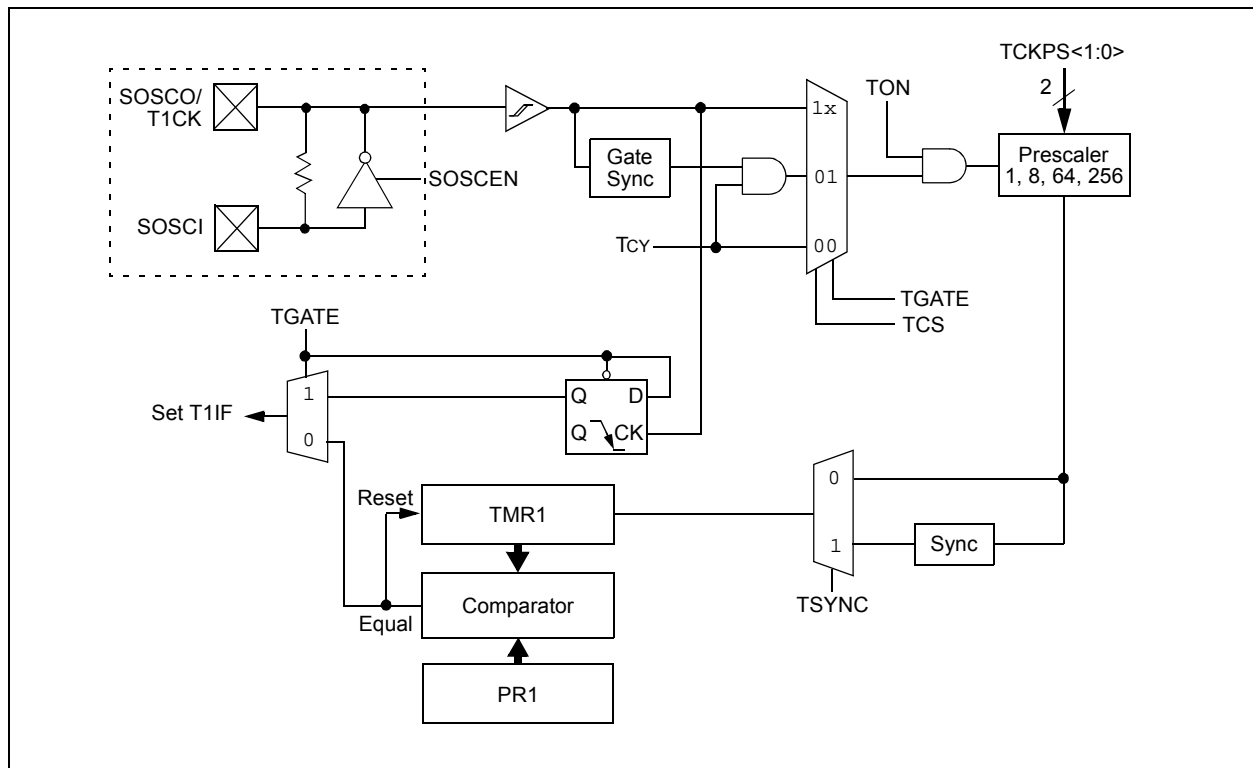 TCKPS<1:0>
2
SOSCO/
T1CK
TON
1x
Gate
Sync
Prescaler
1, 8, 64, 256
SOSCEN
01
SOSCI
TCY
00
TGATE
TCS
TGATE
1
Q D
Set T1IF
Q CK
0
Reset
TMR1
0
1
Sync
Comparator
TSYNC
Equal
PR1